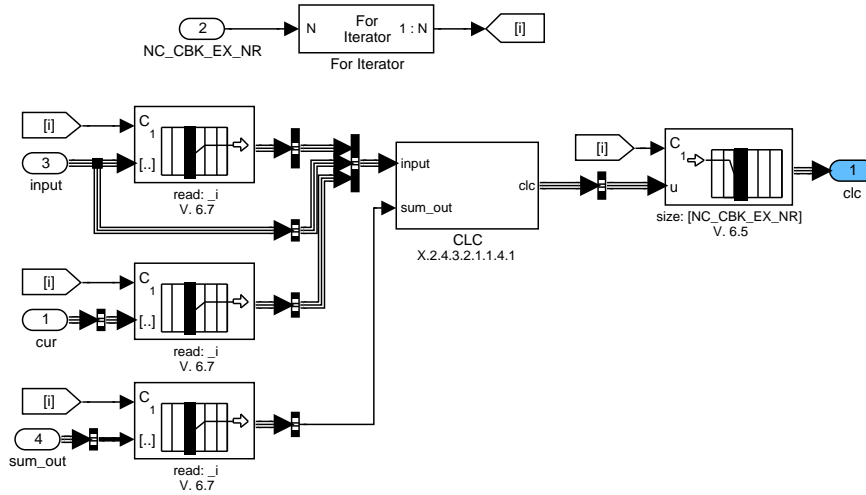 2
NC_CBK_EX_NR
N
For
Iterator
1 : N
For Iterator
[i]
[i]
C
1
[..]
3
input
read: _i
V. 6.7
input
sum_out
clc
CLC
X.2.4.3.2.1.1.4.1
[i]
C
1
u
size: [NC_CBK_EX_NR]
V. 6.5
1
clc
[i]
C
1
[..]
1
cur
read: _i
V. 6.7
[i]
C
1
[..]
4
sum_out
read: _i
V. 6.7